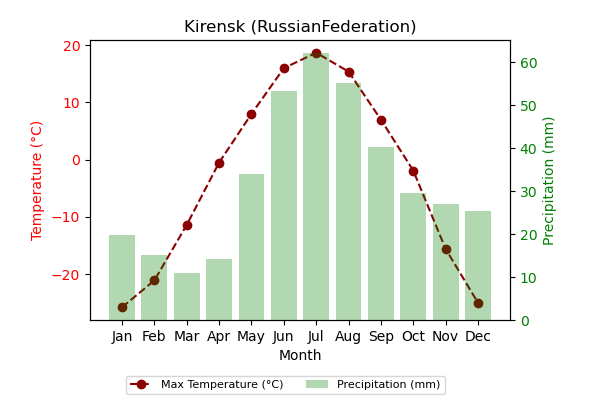 Kirensk (RussianFederation)
Temperature (°C)
20
10
0
−10
−20
Precipitation (mm)
60
50
40
30
20
10
0
Jan Feb Mar Apr May Jun Jul Aug Sep Oct Nov Dec
Month
Max Temperature (°C) Precipitation (mm)